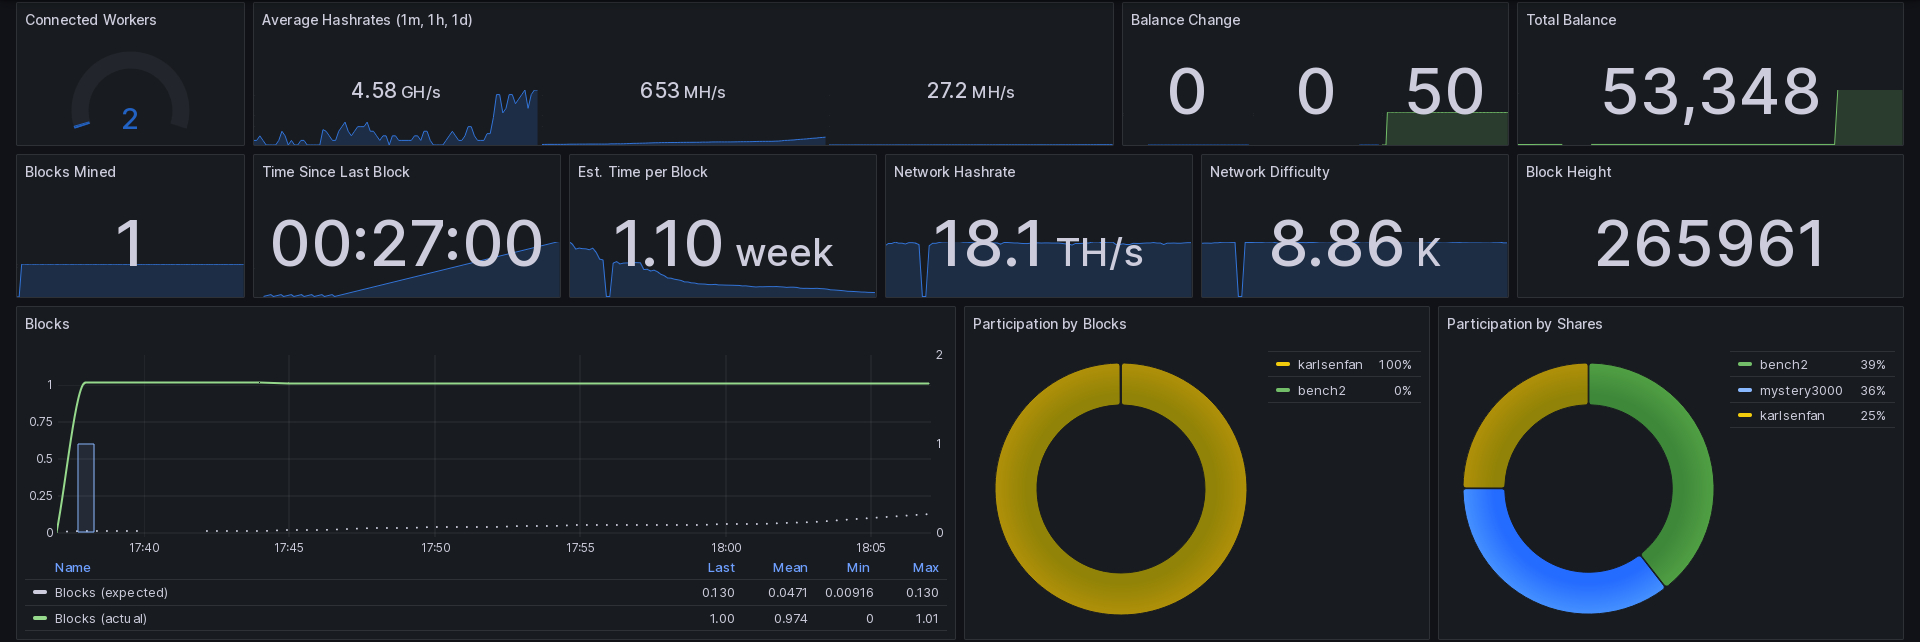 Connected Workers
2
Average Hashrates (1m, 1h, 1d)
4.58 GH/s
653 MH/s
27.2 MH/s
Balance Change
0
0
50
Total Balance
53,348
Blocks Mined
1
Time Since Last Block
00:27:00
Est. Time per Block
1.10 week
Network Hashrate
18.1 TH/s
Network Difficulty
8.86 K
Block Height
265961
Blocks
1
0.75
0.5
0.25
0
2
1
0
17:40 17:45 17:50 17:55 18:00 18:05
Name Last Mean Min Max
Blocks (expected) 0.130 0.0471 0.00916 0.130
Blocks (actual) 1.00 0.974 0 1.01
Participation by Blocks
karlsenfan 100%
bench2 0%
Participation by Shares
bench2 39%
mystery3000 36%
karlsenfan 25%